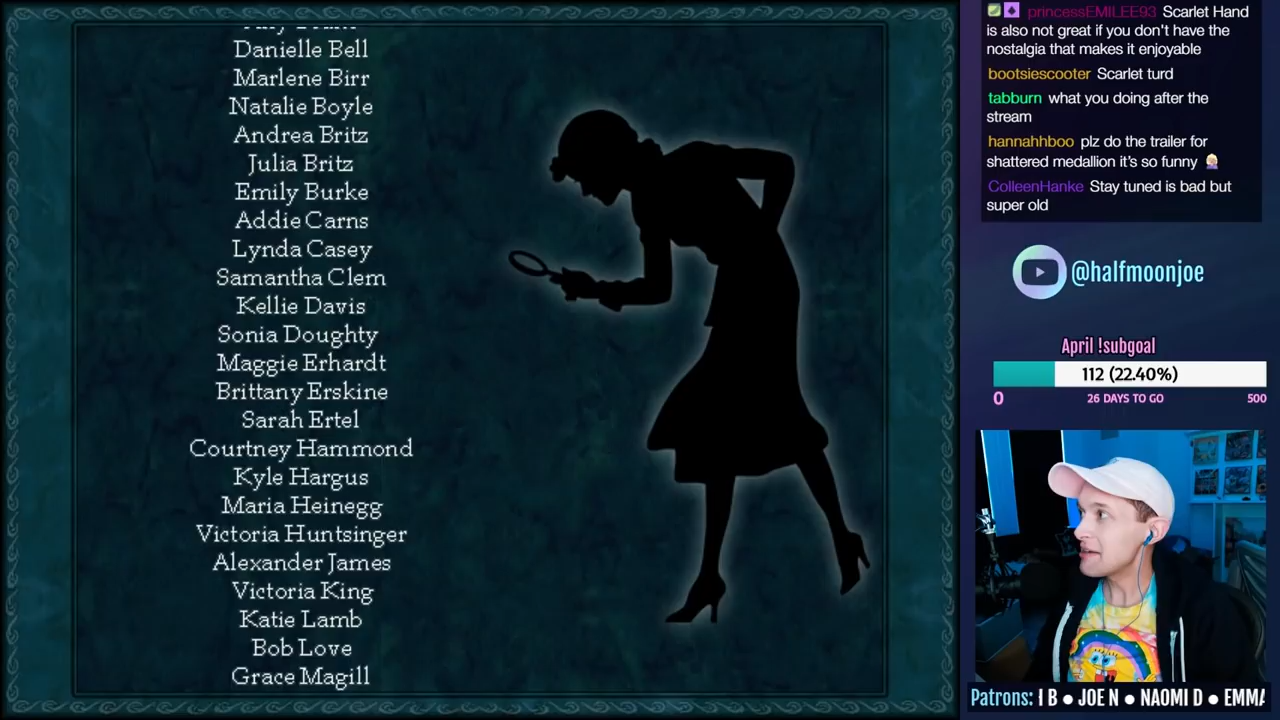 Danielle Bell
Marlene Birr
Natalie Boyle
Andrea Britz
Julia Britz
Emily Burke
Addie Carns
Lynda Casey
Samantha Clem
Kellie Davis
Sonia Doughty
Maggie Erhardt
Brittany Erskine
Sarah Ertel
Courtney Hammond
Kyle Hargus
Maria Heinegg
Victoria Huntsinger
Alexander James
Victoria King
Katie Lamb
Bob Love
Grace Magill
princessEMILEE93 Scarlet Hand
is also not great if you don't have the
nostalgia that makes it enjoyable
bootsiescooter Scarlet turd
tabburn what you doing after the
stream
hannahhboo plz do the trailer for
shattered medallion it's so funny
ColleenHanke Stay tuned is bad but
super old
@halfmoonjoe
April !subgoal
112 (22.40%)
0 26 DAYS TO GO 500
Patrons: B ● JOE N ● NAOMI D ● EMMA